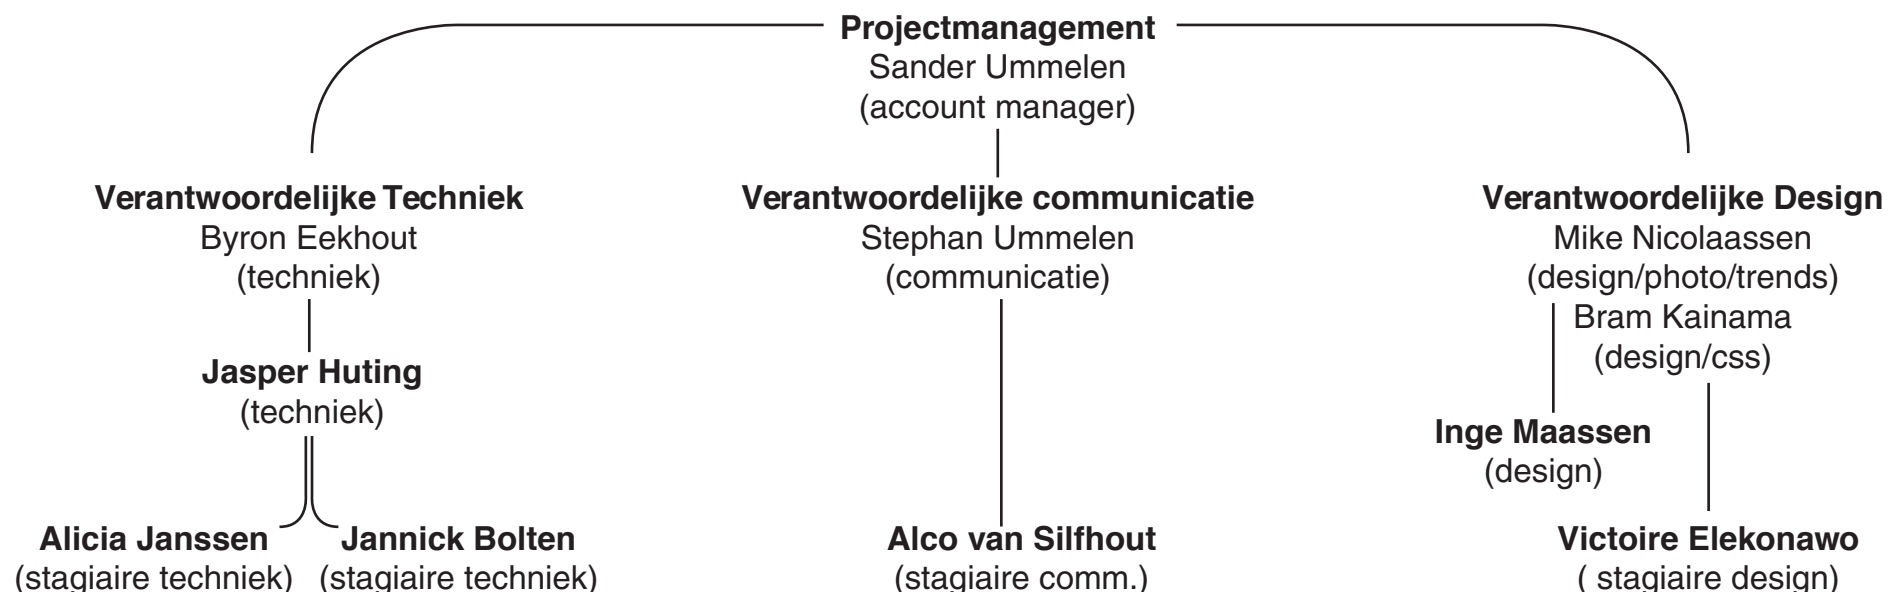 Projectmanagement
Sander Ummelen
(account manager)
Verantwoordelijke Techniek
Byron Eekhout
(techniek)
Jasper Huting
(techniek)
Alicia Janssen
(stagiaire techniek)
Jannick Bolten
(stagiaire techniek)
Verantwoordelijke communicatie
Stephan Ummelen
(communicatie)
Alco van Silfhout
(stagiaire comm.)
Verantwoordelijke Design
Mike Nicolaassen
(design/photo/trends)
Bram Kainama
(design/css)
Inge Maassen
(design)
Victoire Elekonawo
( stagiaire design)